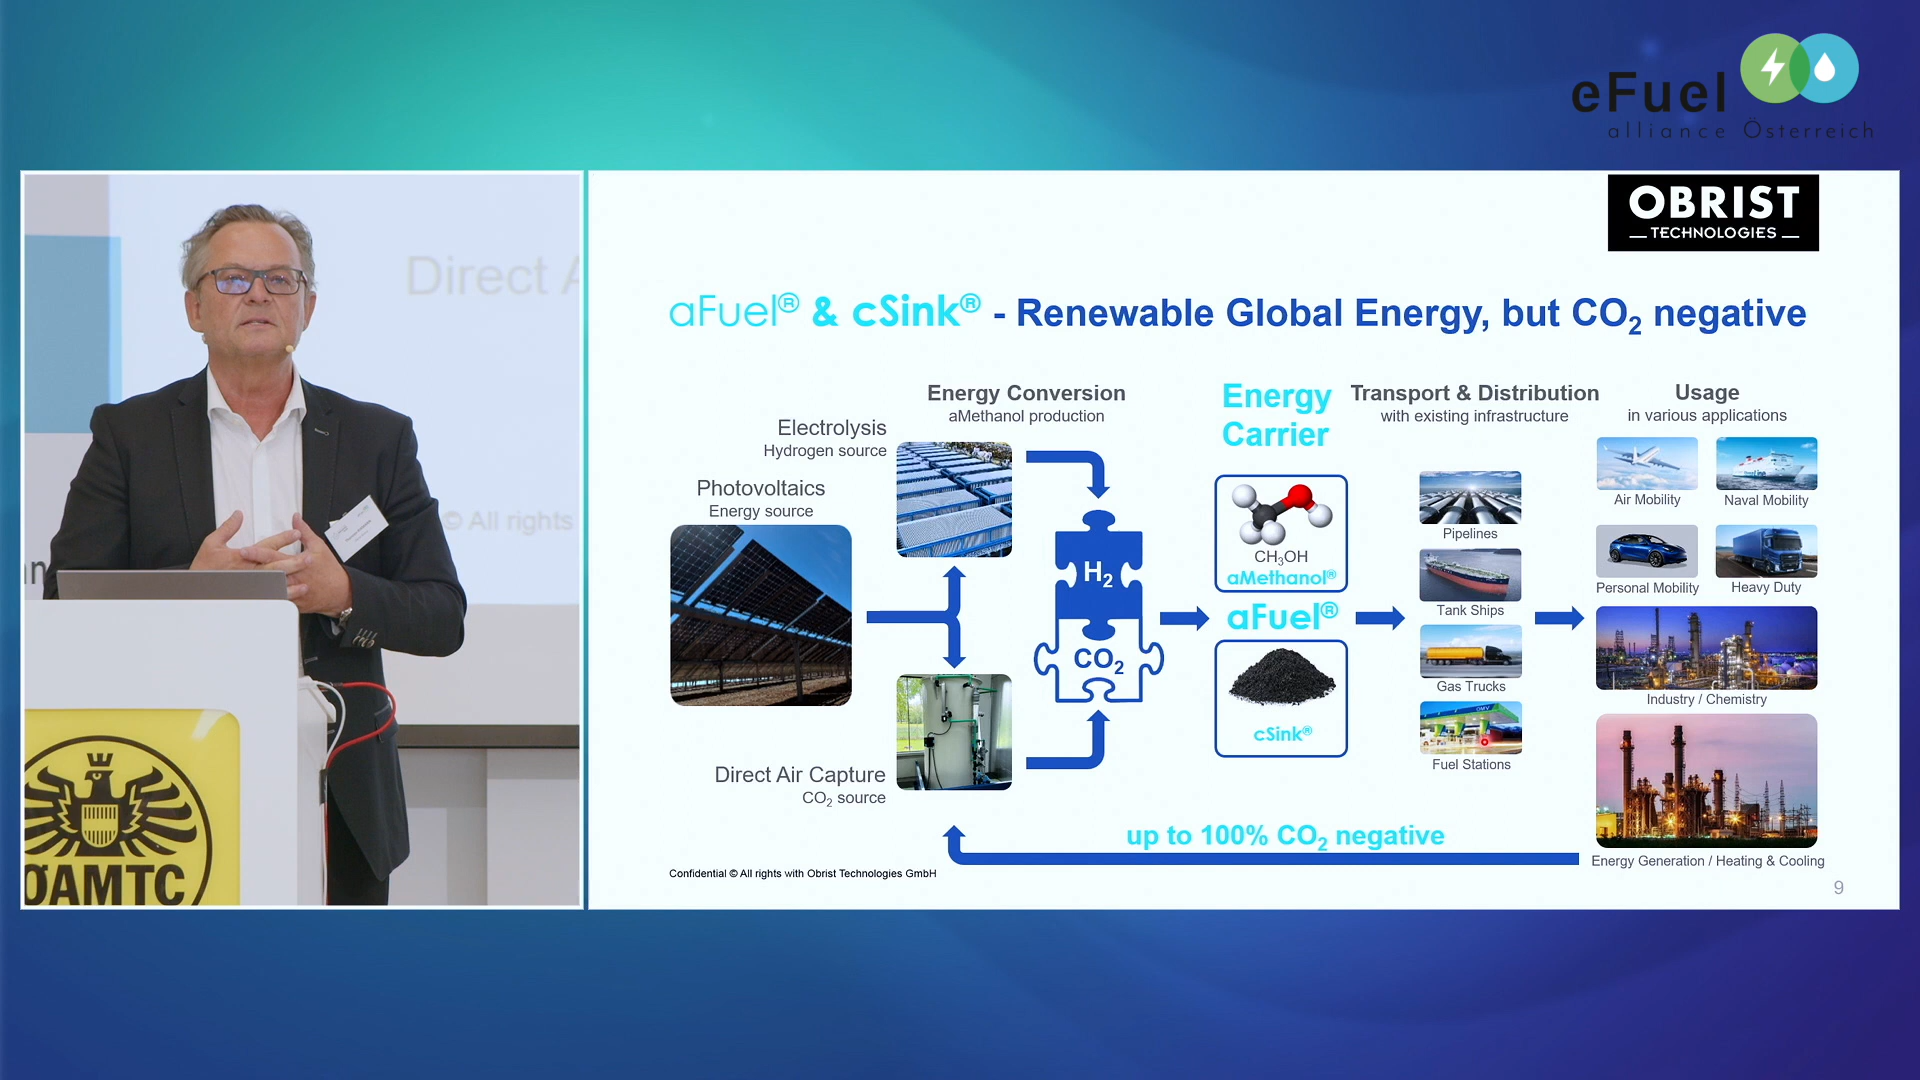 eFuel
alliance Österreich
Direct A
© All rights
ÖAMTC
OBRIST
TECHNOLOGIES
aFuel® & cSink® - Renewable Global Energy, but CO₂ negative
Energy Conversion
aMethanol production
Electrolysis
Hydrogen source
Photovoltaics
Energy source
Direct Air Capture
CO₂ source
H₂
CO₂
Energy
Carrier
CH₃OH
aMethanol®
aFuel®
cSink®
Transport & Distribution
with existing infrastructure
Pipelines
Tank Ships
Gas Trucks
OMV
Fuel Stations
Usage
in various applications
Air Mobility
Naval Mobility
Personal Mobility
Heavy Duty
Industry / Chemistry
Energy Generation / Heating & Cooling
up to 100% CO₂ negative
Confidential © All rights with Obrist Technologies GmbH
9